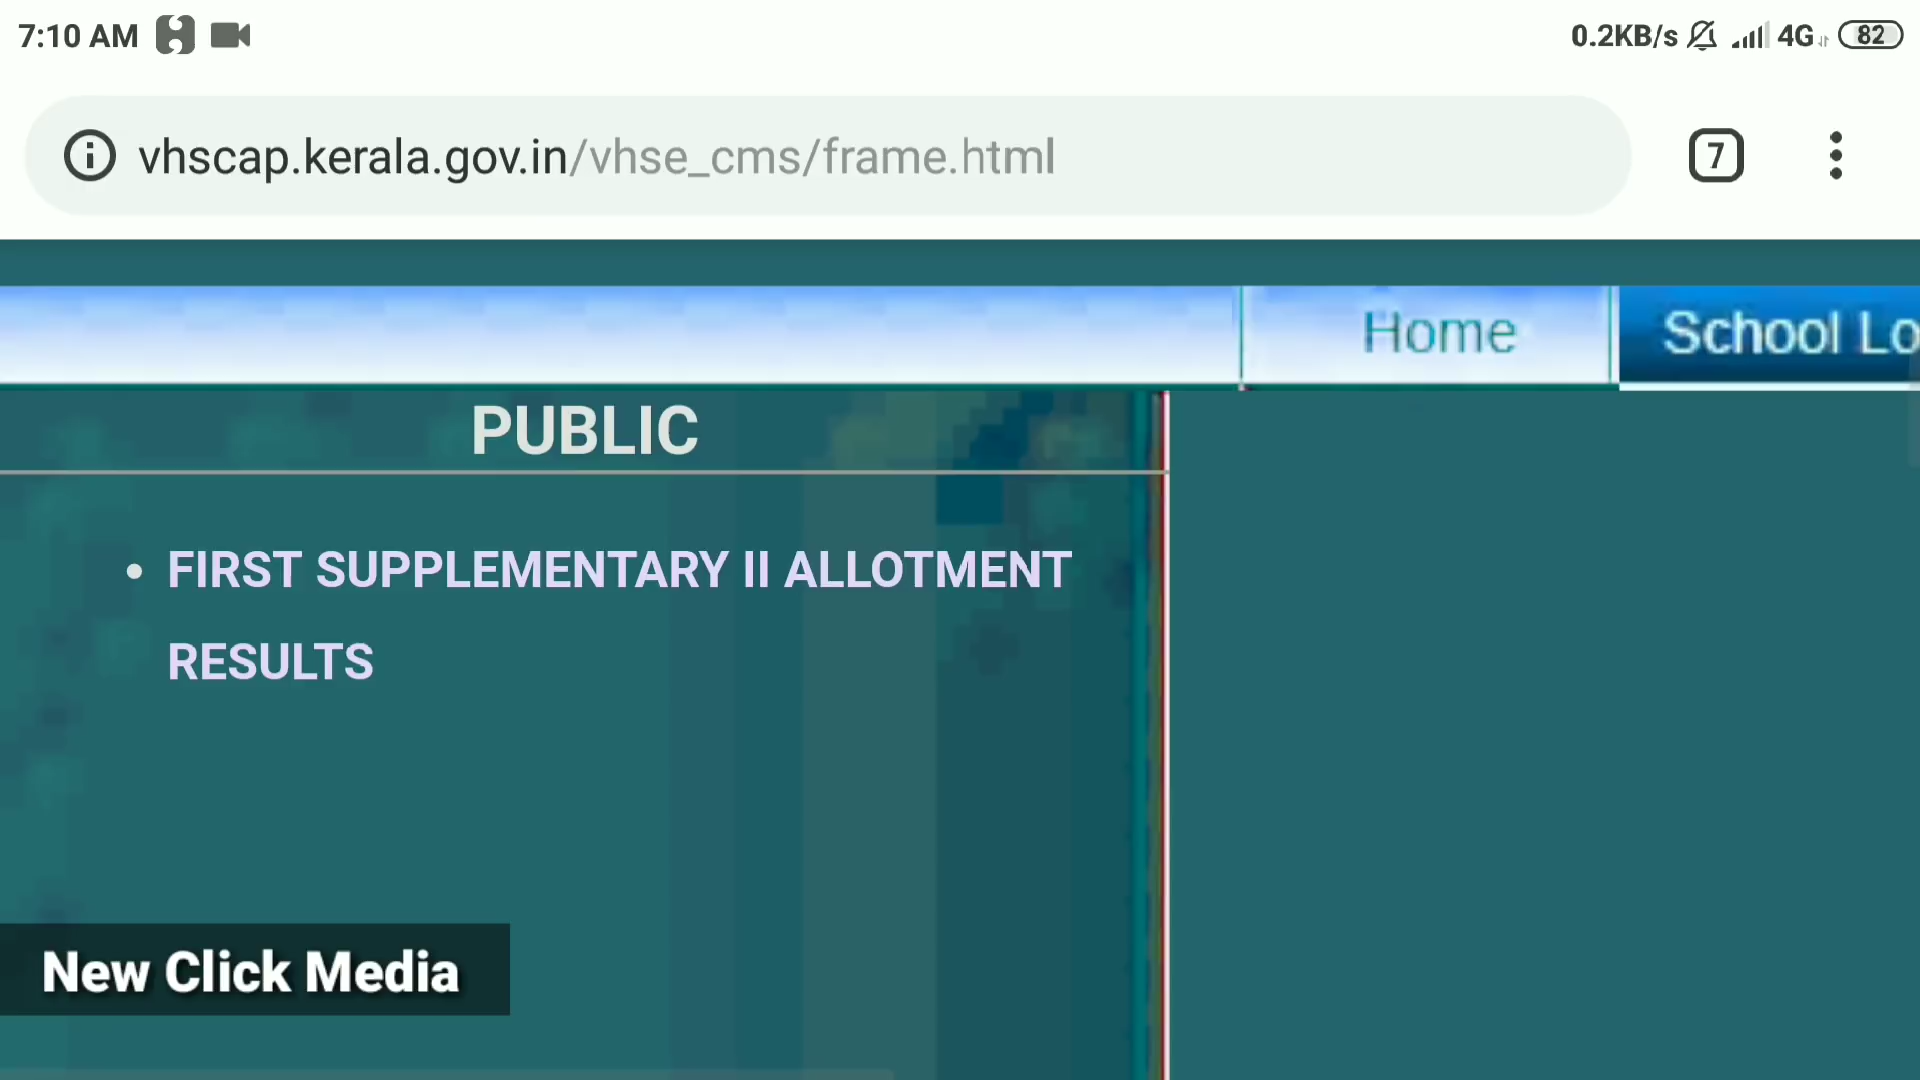 7:10 AM
0.2KB/s 4G 82
vhscap.kerala.gov.in/vhse_cms/frame.html
7
Home
School Lo
PUBLIC
• FIRST SUPPLEMENTARY II ALLOTMENT
RESULTS
New Click Media